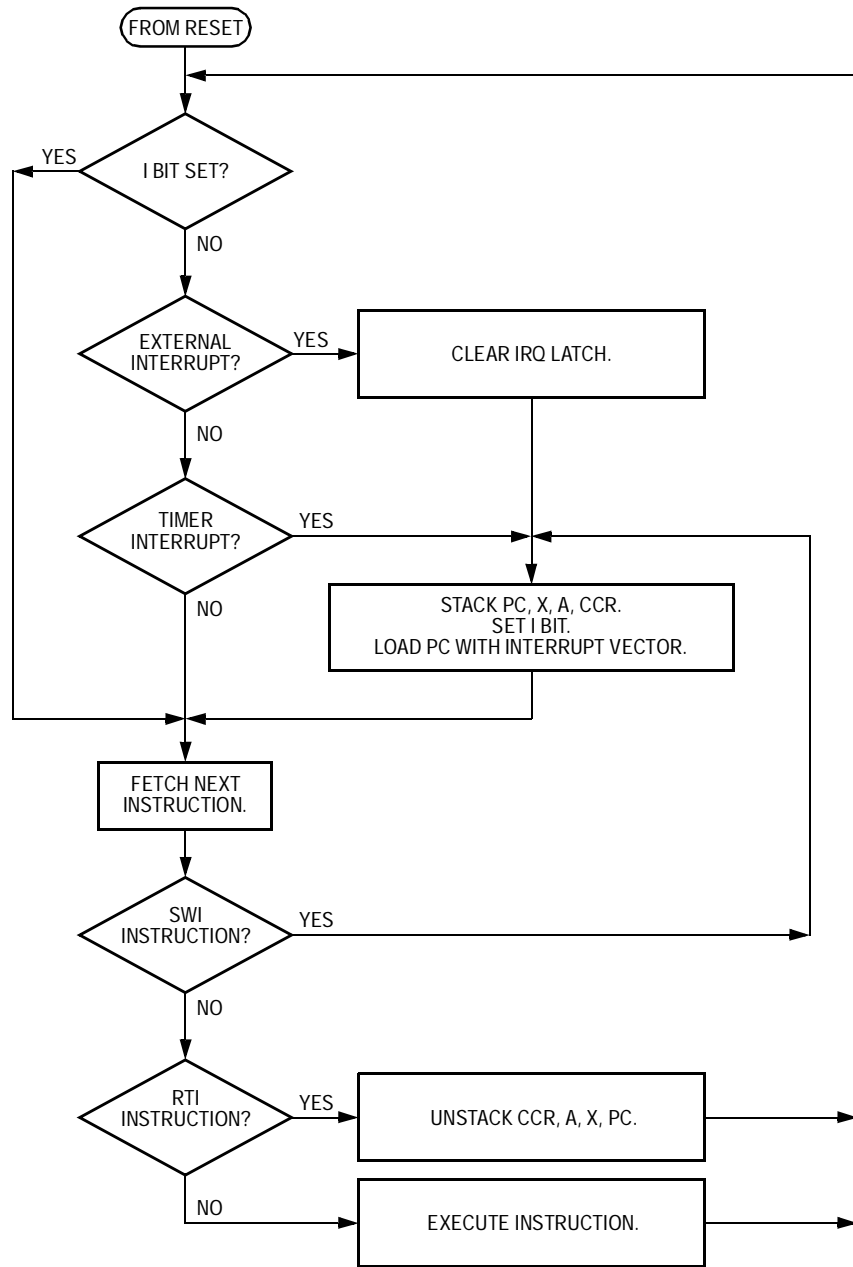 FROM RESET
YES
I BIT SET?
NO
EXTERNAL
INTERRUPT?
YES
CLEAR IRQ LATCH.
NO
TIMER
INTERRUPT?
YES
NO
STACK PC, X, A, CCR.
SET I BIT.
LOAD PC WITH INTERRUPT VECTOR.
FETCH NEXT
INSTRUCTION.
SWI
INSTRUCTION?
YES
NO
RTI
INSTRUCTION?
YES
UNSTACK CCR, A, X, PC.
NO
EXECUTE INSTRUCTION.